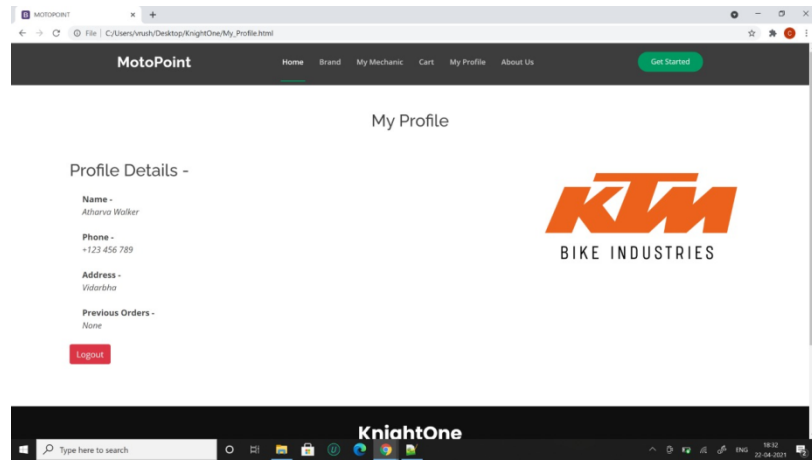 MOTOPOINT
File | C:/Users/vrush/Desktop/KnightOne/My_Profile.html
MotoPoint Home Brand My Mechanic Cart My Profile About Us Get Started
My Profile
Profile Details -
Name -
Atharva Walker
Phone -
+123 456 789
Address -
Vidarbha
Previous Orders -
None
Logout
KTM
BIKE INDUSTRIES
KnightOne
Type here to search
ENG
18:32
22-04-2021